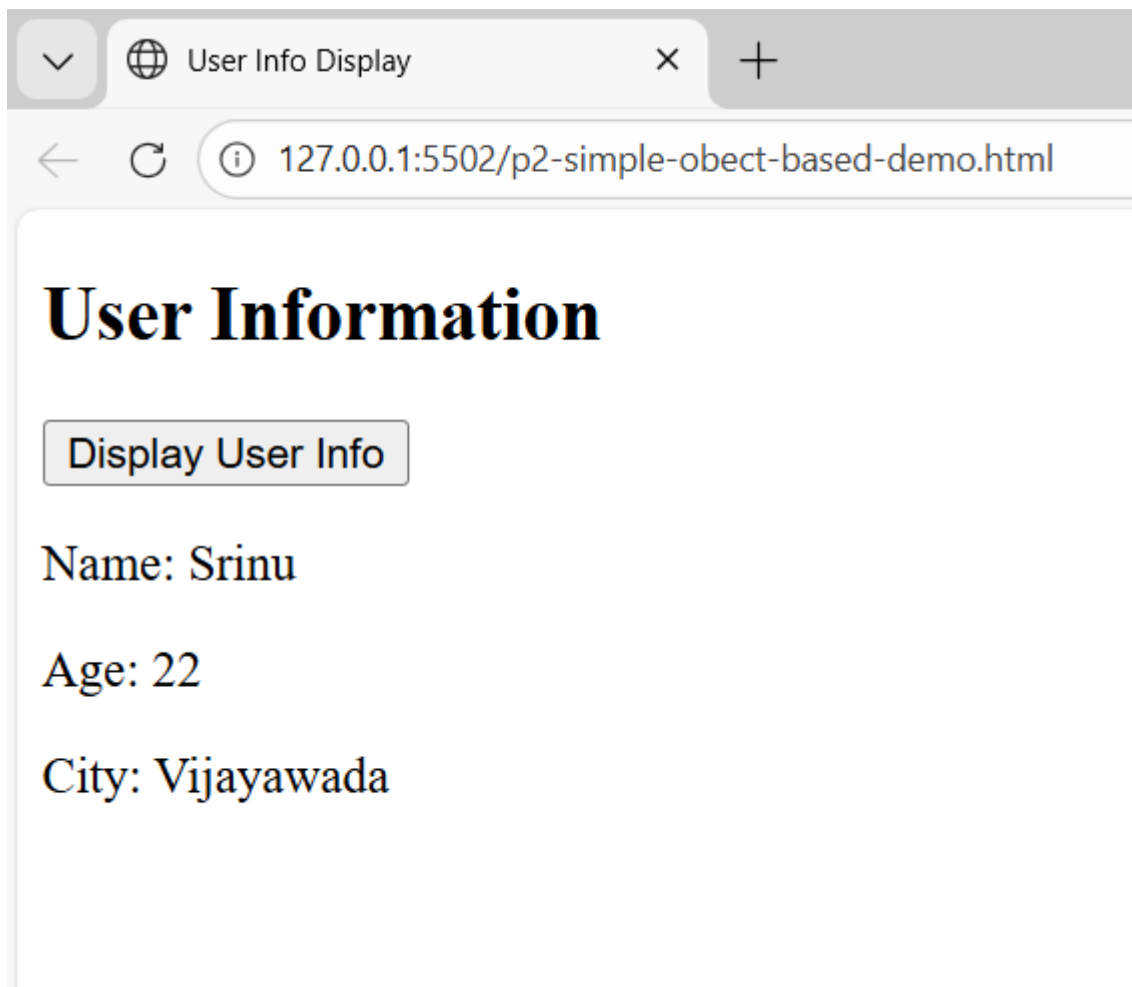 User Info Display
127.0.0.1:5502/p2-simple-obect-based-demo.html
User Information
Display User Info
Name: Srinu
Age: 22
City: Vijayawada